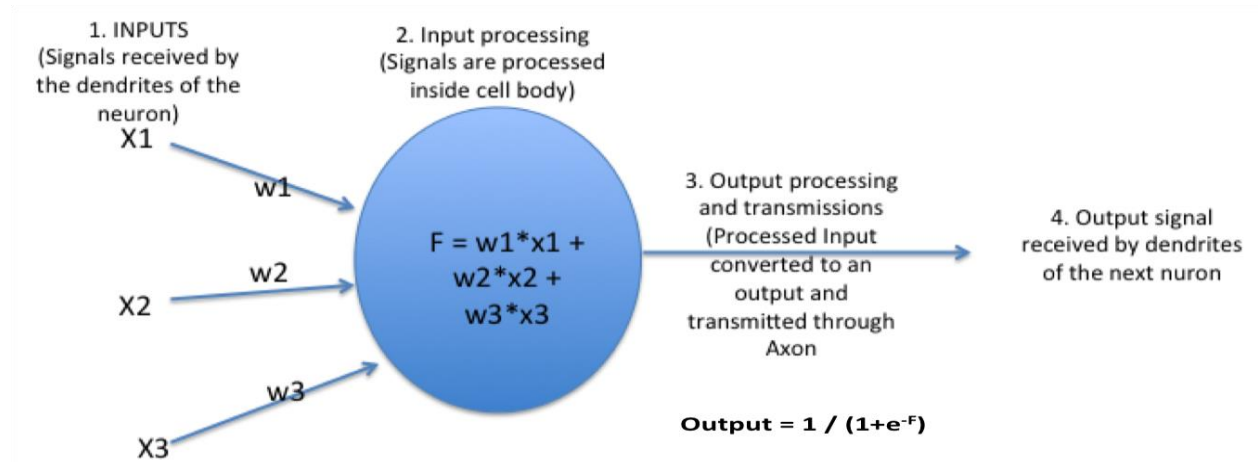 1. INPUTS
(Signals received by
the dendrites of the
neuron)
X1
w1
X2
w2
X3
w3
2. Input processing
(Signals are processed
inside cell body)
F = w1*x1 +
w2*x2 +
w3*x3
3. Output processing
and transmissions
(Processed Input
converted to an
output and
transmitted through
Axon
Output = 1 / (1+e⁻ᶠ)
4. Output signal
received by dendrites
of the next nuron